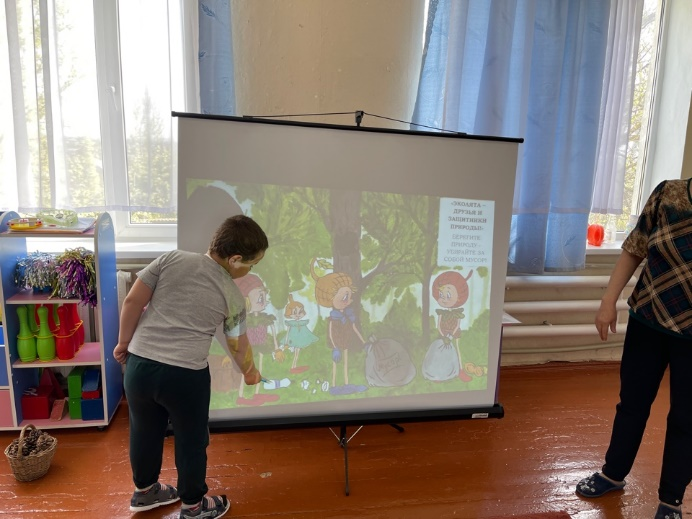 «ЭКОЛЯТА –
ДРУЗЬЯ И
ЗАЩИТНИКИ
ПРИРОДЫ»
БЕРЕГИТЕ
ПРИРОДУ -
УБИРАЙТЕ ЗА
СОБОЙ МУСОР!